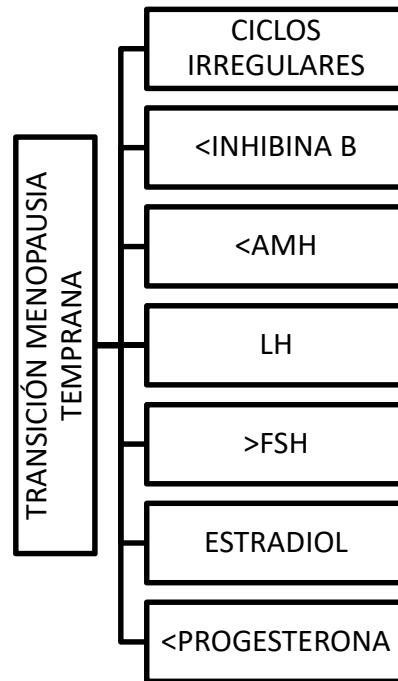 TRANSICIÓN MENOPAUSIA
TEMPRANA
CICLOS
IRREGULARES
<INHIBINA B
<AMH
LH
>FSH
ESTRADIOL
<PROGESTERONA